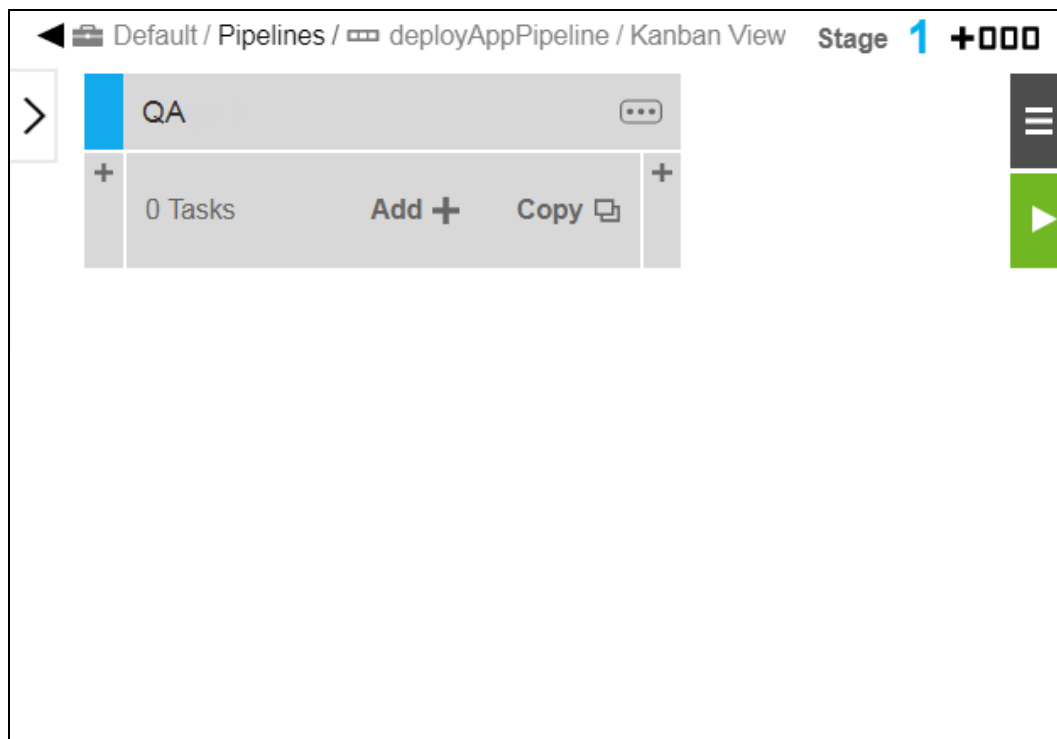 Default / Pipelines / deployAppPipeline / Kanban View Stage 1
QA
0 Tasks Add Copy